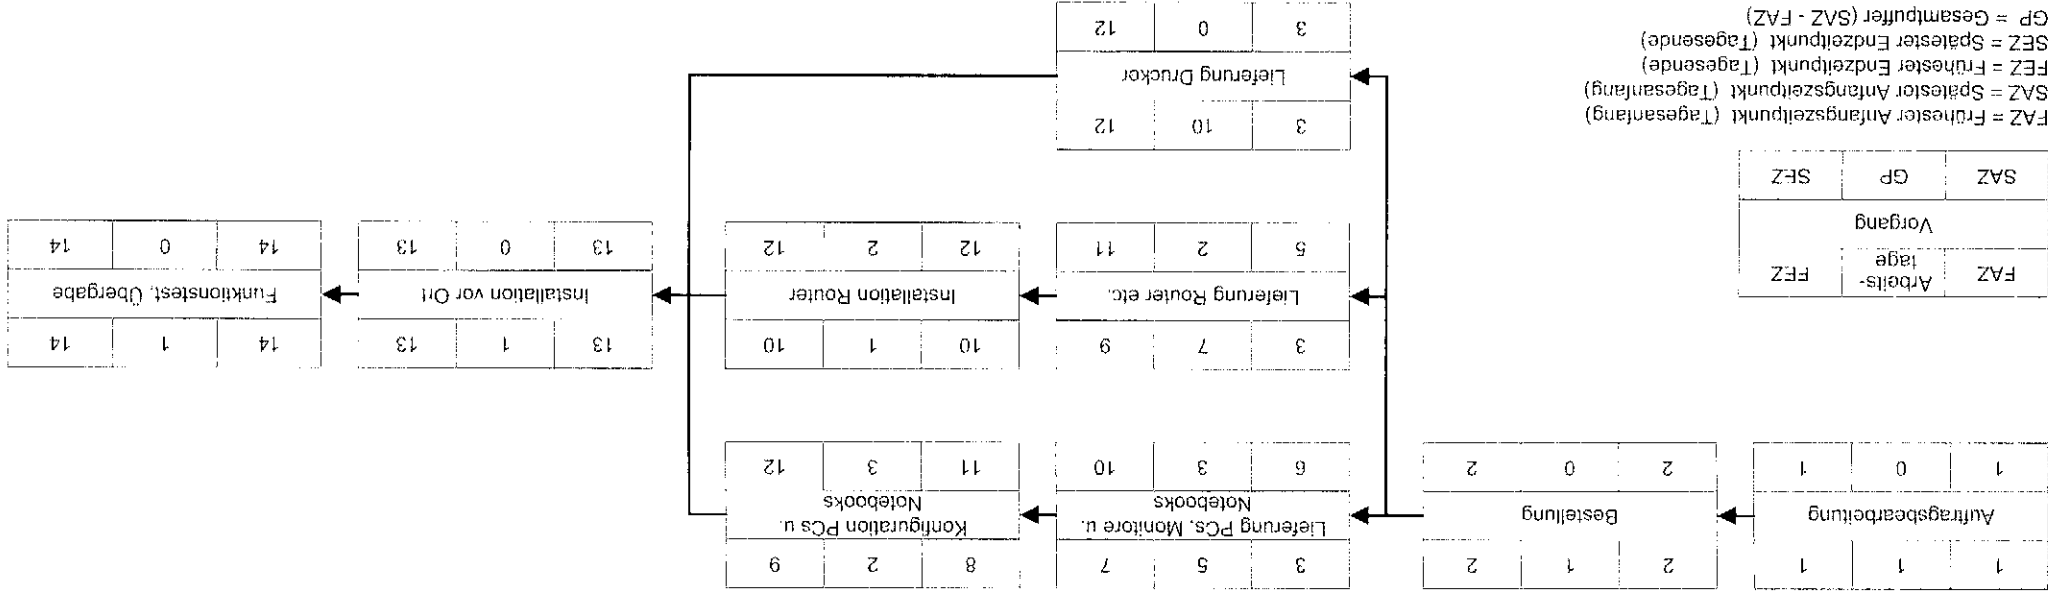 1 1 1
Auftragsbearbeitung
1 0 1
2 1 2
Bestellung
2 0 2
3 5 7
Lieferung PCs, Monitore u.
Notebooks
6 3 10
8 2 9
Konfiguration PCs u.
Notebooks
11 3 12
3 7 9
Lieferung Router etc.
5 2 11
10 1 10
Installation Router
12 2 12
13 1 13
Installation vor Ort
13 0 13
14 1 14
Funktionstest, Übergabe
14 0 14
3 10 12
Lieferung Drucker
3 0 12
FAZ Arbeits- FEZ
tage
Vorgang
SAZ GP SEZ
FAZ = Frühester Anfangszeitpunkt (Tagesanfang)
SAZ = Spätester Anfangszeitpunkt (Tagesanfang)
FEZ = Frühester Endzeitpunkt (Tagesende)
SEZ = Spätester Endzeitpunkt (Tagesende)
GP = Gesamtpuffer (SAZ - FAZ)